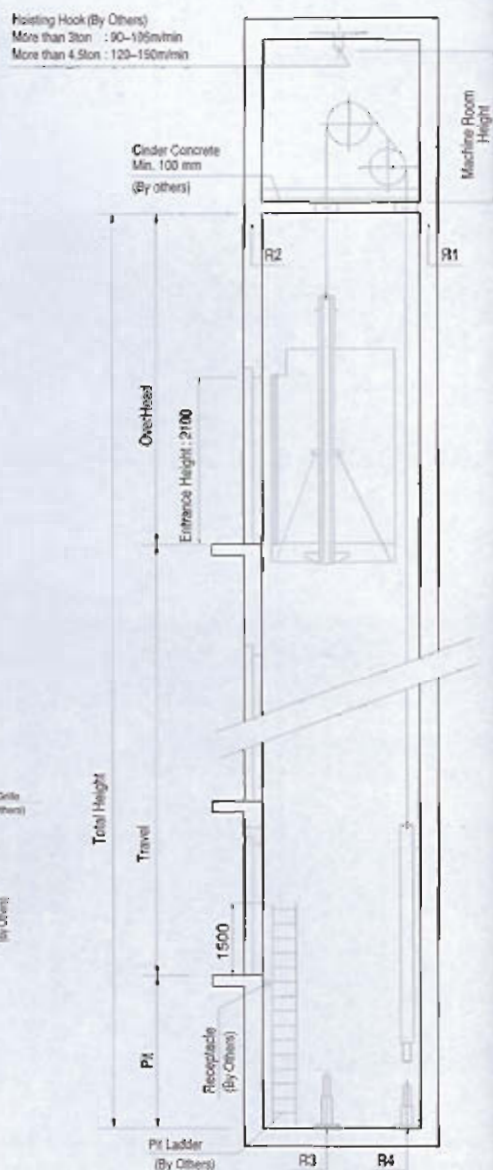 Hoisting Hook (By Others)
More than 3ton : 90–105m/min
More than 4.5ton : 120–150m/min
Machine Room
Height
Cinder Concrete
Min. 100 mm
(By others)
R2
R1
OverHead
Entrance Height : 2100
Total Height
Travel
(By Others)
1500
Pit
Receptacle
(By Others)
Pit Ladder
(By Others)
R3
R4